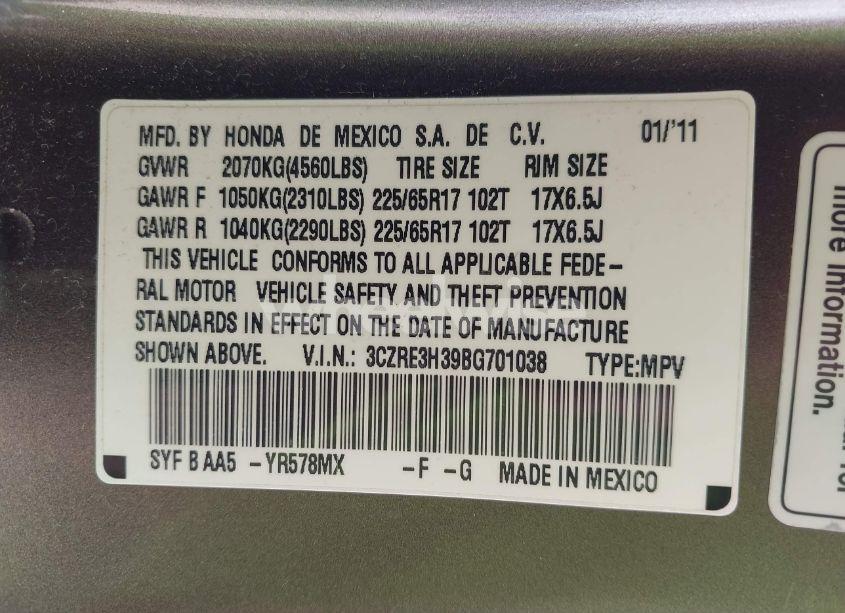 MFD. BY HONDA DE MEXICO S.A. DE C.V. 01/'11
GVWR 2070KG(4560LBS) TIRE SIZE RIM SIZE
GAWR F 1050KG(2310LBS) 225/65R17 102T 17X6.5J
GAWR R 1040KG(2290LBS) 225/65R17 102T 17X6.5J
THIS VEHICLE CONFORMS TO ALL APPLICABLE FEDE-
RAL MOTOR VEHICLE SAFETY AND THEFT PREVENTION
STANDARDS IN EFFECT ON THE DATE OF MANUFACTURE
SHOWN ABOVE. V.I.N.: 3CZRE3H39BG701038 TYPE:MPV
SYF B AA5 -YR578MX -F -G MADE IN MEXICO
more information.